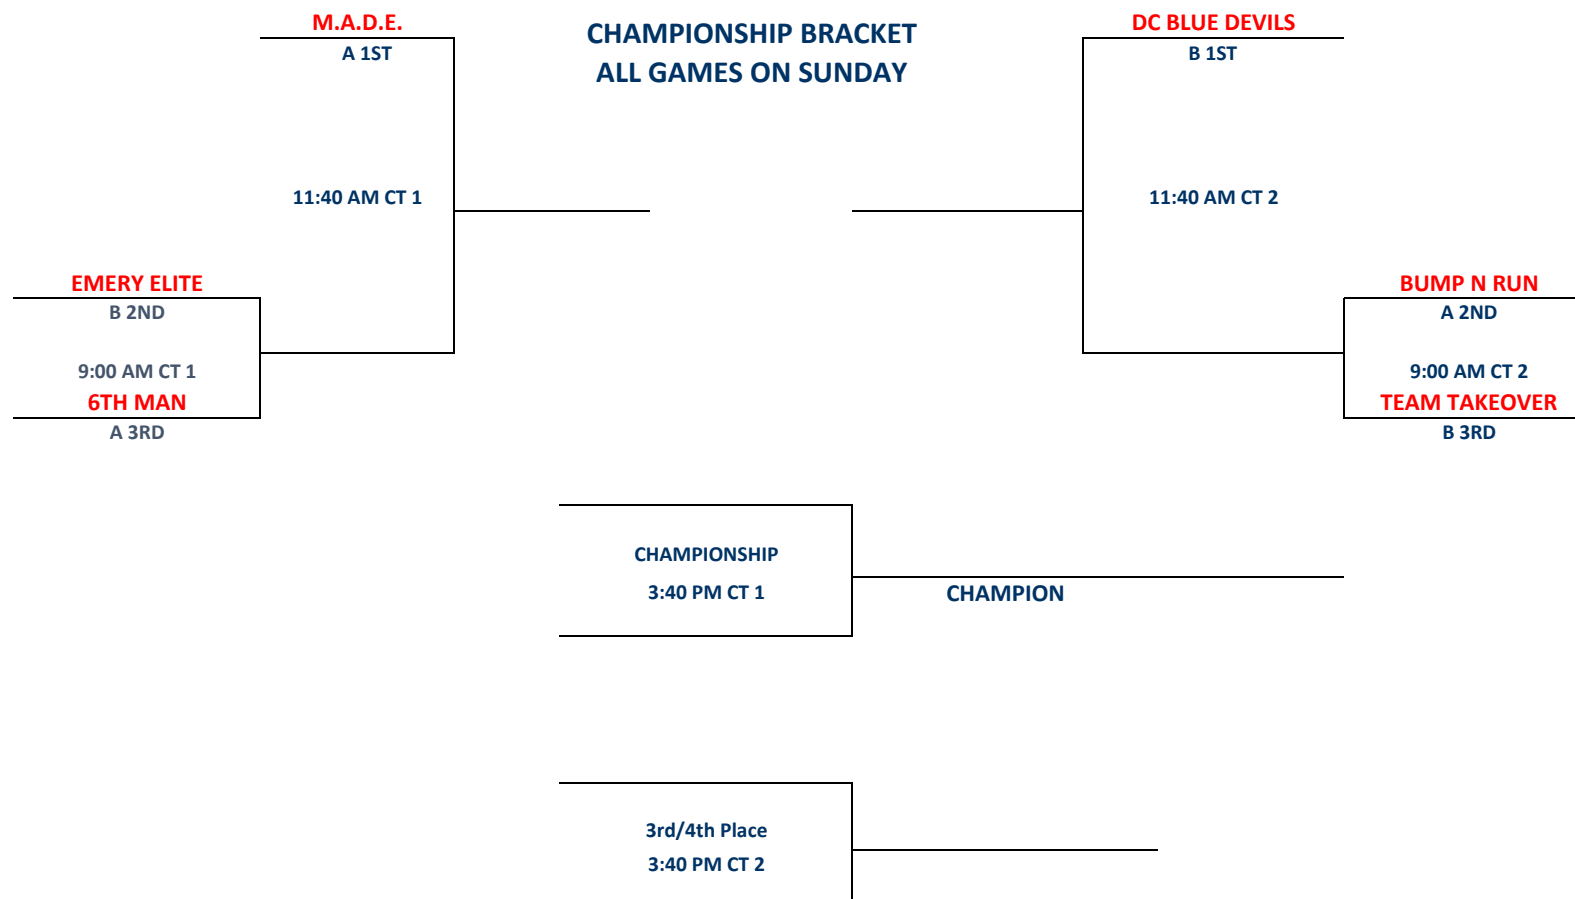 M.A.D.E.
A 1ST
CHAMPIONSHIP BRACKET
ALL GAMES ON SUNDAY
DC BLUE DEVILS
B 1ST
11:40 AM CT 1
11:40 AM CT 2
EMERY ELITE
B 2ND
9:00 AM CT 1
6TH MAN
A 3RD
BUMP N RUN
A 2ND
9:00 AM CT 2
TEAM TAKEOVER
B 3RD
CHAMPIONSHIP
3:40 PM CT 1
CHAMPION
3rd/4th Place
3:40 PM CT 2